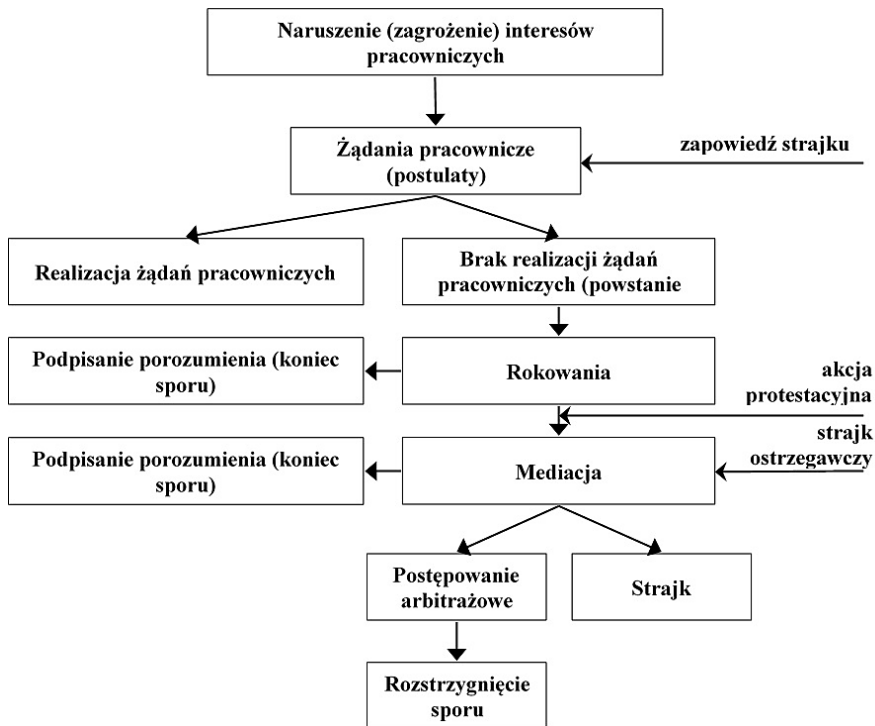 Naruszenie (zagrożenie) interesów
pracowniczych
Żądania pracownicze
(postulaty)
zapowiedź strajku
Realizacja żądań pracowniczych
Brak realizacji żądań
pracowniczych (powstanie
Podpisanie porozumienia (koniec
sporu)
Rokowania
akcja
protestacyjna
strajk
ostrzegawczy
Podpisanie porozumienia (koniec
sporu)
Mediacja
Postępowanie
arbitrażowe
Strajk
Rozstrzygnięcie
sporu